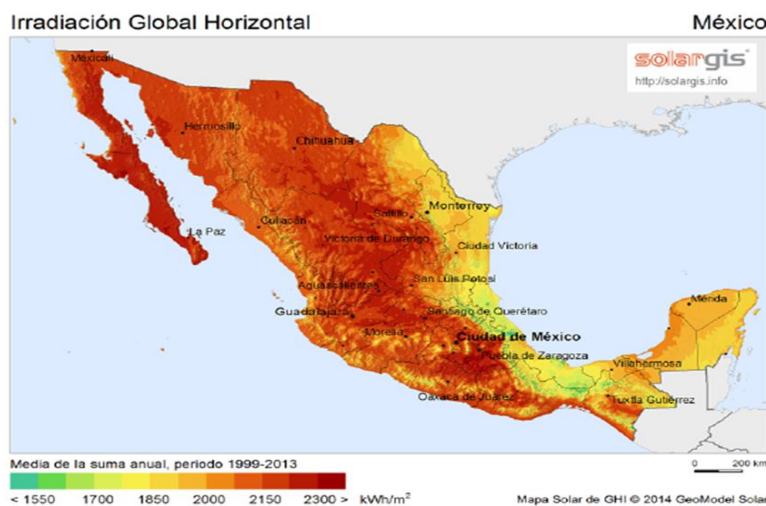 Irradiación Global Horizontal
México
solargis
http://solargis.info
Mexicali
Hermosillo
Chihuahua
Monterrey
Saltillo
Culiacán
La Paz
Victoria de Durango
Ciudad Victoria
San Luis Potosí
Aguascalientes
Guadalajara
Santiago de Querétaro
Mérida
Morelia
Ciudad de México
Puebla de Zaragoza
Villahermosa
Oaxaca de Juárez
Tuxtla Gutiérrez
Media de la suma anual, periodo 1999-2013
0 200 km
< 1550 1700 1850 2000 2150 2300 > kWh/m²
Mapa Solar de GHI © 2014 GeoModel Solar